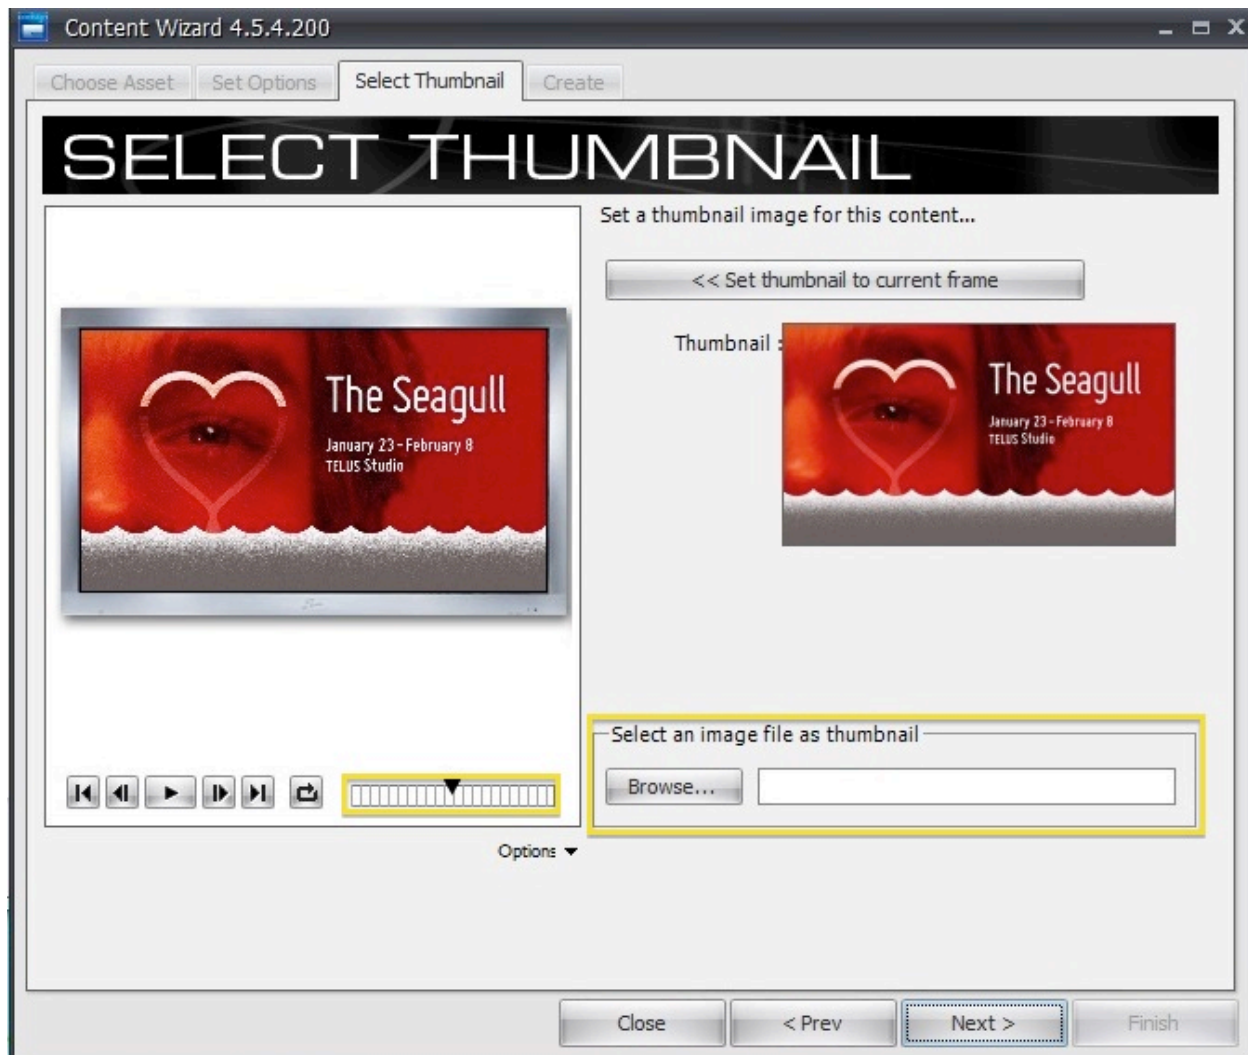 Content Wizard 4.5.4.200
Choose Asset
Set Options
Select Thumbnail
Create
SELECT THUMBNAIL
Set a thumbnail image for this content...
<< Set thumbnail to current frame
Thumbnail :
The Seagull
January 23 - February 8
TELUS Studio
The Seagull
January 23 - February 8
TELUS Studio
Select an image file as thumbnail
Browse...
Options
Close
< Prev
Next >
Finish